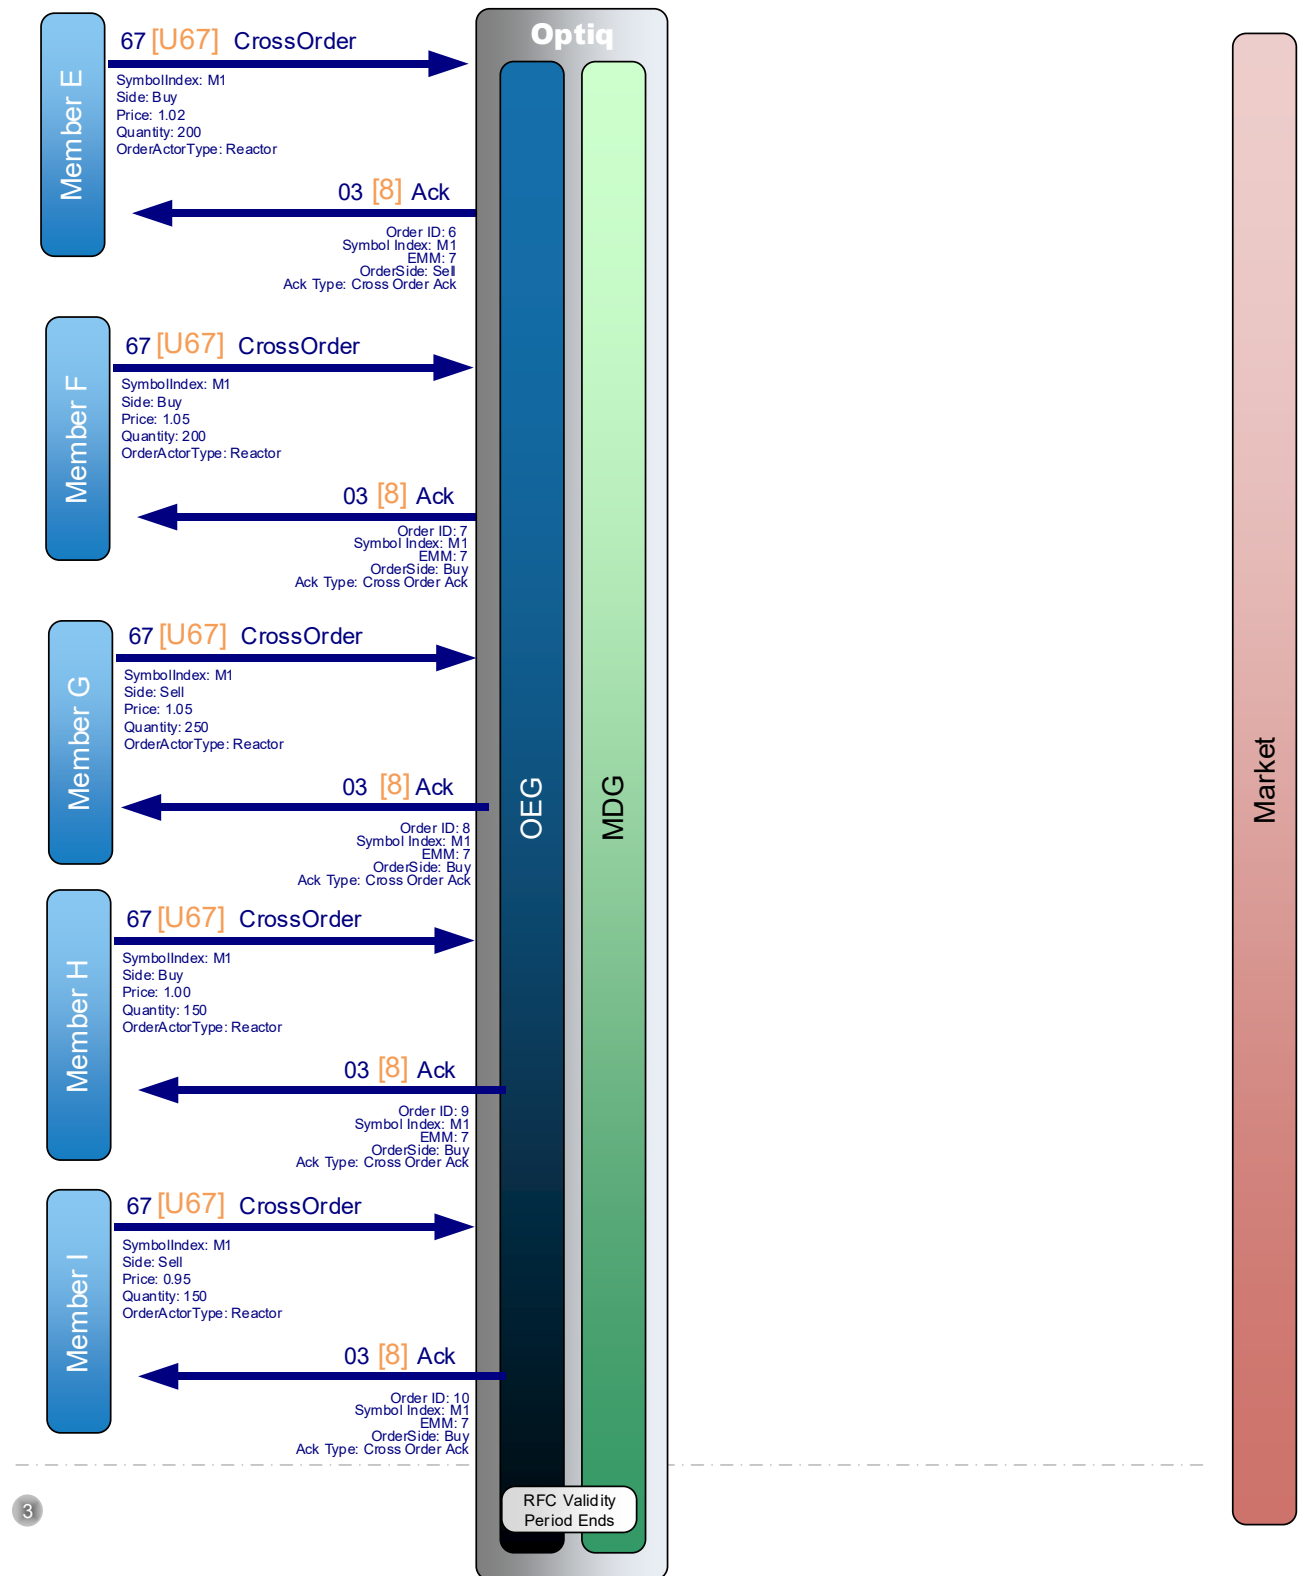 Optiq
Member E
67 [U67] CrossOrder
SymbolIndex: M1
Side: Buy
Price: 1.02
Quantity: 200
OrderActorType: Reactor
03 [8] Ack
Order ID: 6
Symbol Index: M1
EMM: 7
OrderSide: Sell
Ack Type: Cross Order Ack
Member F
67 [U67] CrossOrder
SymbolIndex: M1
Side: Buy
Price: 1.05
Quantity: 200
OrderActorType: Reactor
03 [8] Ack
Order ID: 7
Symbol Index: M1
EMM: 7
OrderSide: Buy
Ack Type: Cross Order Ack
Member G
67 [U67] CrossOrder
SymbolIndex: M1
Side: Sell
Price: 1.05
Quantity: 250
OrderActorType: Reactor
03 [8] Ack
Order ID: 8
Symbol Index: M1
EMM: 7
OrderSide: Buy
Ack Type: Cross Order Ack
OEG
MDG
Market
Member H
67 [U67] CrossOrder
SymbolIndex: M1
Side: Buy
Price: 1.00
Quantity: 150
OrderActorType: Reactor
03 [8] Ack
Order ID: 9
Symbol Index: M1
EMM: 7
OrderSide: Buy
Ack Type: Cross Order Ack
Member I
67 [U67] CrossOrder
SymbolIndex: M1
Side: Sell
Price: 0.95
Quantity: 150
OrderActorType: Reactor
03 [8] Ack
Order ID: 10
Symbol Index: M1
EMM: 7
OrderSide: Buy
Ack Type: Cross Order Ack
3
RFC Validity
Period Ends